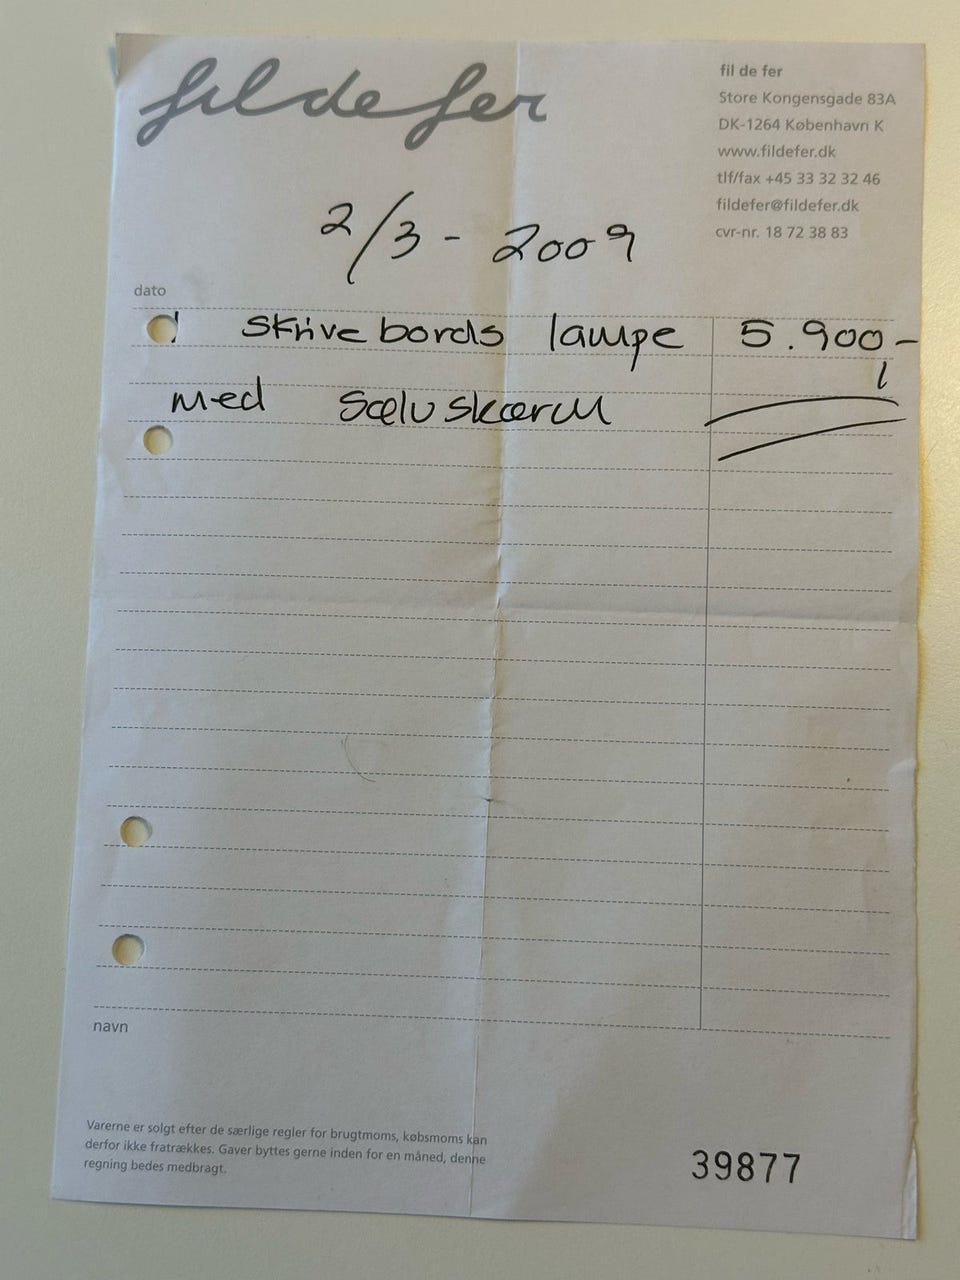 fil de fer
fil de fer
Store Kongensgade 83A
DK-1264 København K
www.fildefer.dk
tlf/fax +45 33 32 32 46
fildefer@fildefer.dk
cvr-nr. 18 72 38 83
2/3 - 2009
dato
1 skrivebords lampe 5.900-
med Sølv skærm
navn
Varerne er solgt efter de særlige regler for brugtmoms, købsmoms kan
derfor ikke fratrækkes. Gaver byttes gerne inden for en måned, denne
regning bedes medbragt.
39877